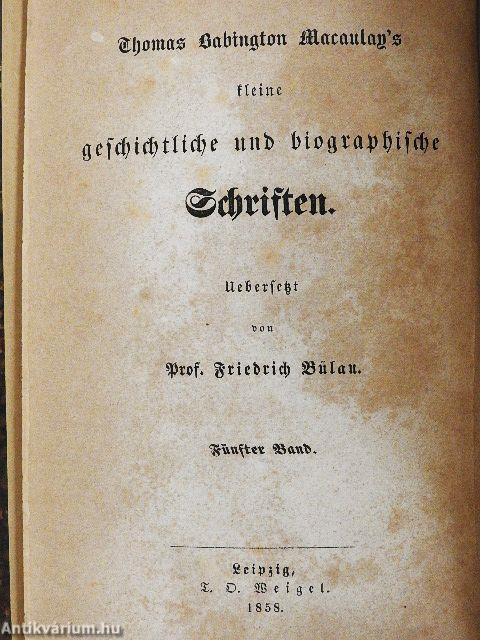 Thomas Babington Macaulay's
kleine
geschichtliche und biographische
Schriften.
Uebersetzt
von
Prof. Friedrich Bülau.
Fünfter Band.
Leipzig,
T. O. Weigel.
1858.
Antikvárium.hu